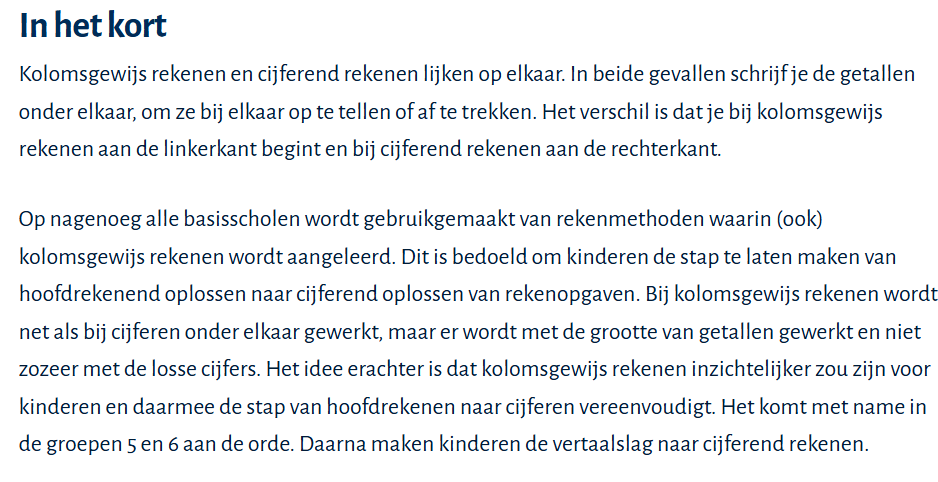 In het kort
Kolomsgewijs rekenen en cijferend rekenen lijken op elkaar. In beide gevallen schrijf je de getallen
onder elkaar, om ze bij elkaar op te tellen of af te trekken. Het verschil is dat je bij kolomsgewijs
rekenen aan de linkerkant begint en bij cijferend rekenen aan de rechterkant.
Op nagenoeg alle basisscholen wordt gebruikgemaakt van rekenmethoden waarin (ook)
kolomsgewijs rekenen wordt aangeleerd. Dit is bedoeld om kinderen de stap te laten maken van
hoofdrekenend oplossen naar cijferend oplossen van rekenopgaven. Bij kolomsgewijs rekenen wordt
net als bij cijferen onder elkaar gewerkt, maar er wordt met de grootte van getallen gewerkt en niet
zozeer met de losse cijfers. Het idee erachter is dat kolomsgewijs rekenen inzichtelijker zou zijn voor
kinderen en daarmee de stap van hoofdrekenen naar cijferen vereenvoudigt. Het komt met name in
de groepen 5 en 6 aan de orde. Daarna maken kinderen de vertaalslag naar cijferend rekenen.